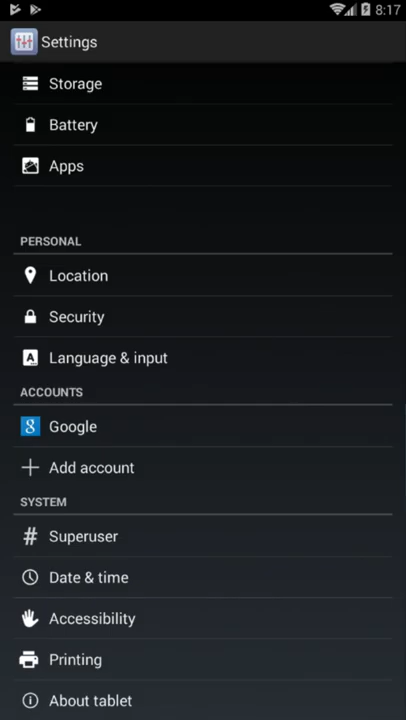 8:17
Settings
Storage
Battery
Apps
PERSONAL
Location
Security
A
Language & input
ACCOUNTS
8
Google
Add account
SYSTEM
#
Superuser
Date & time
Accessibility
Printing
About tablet